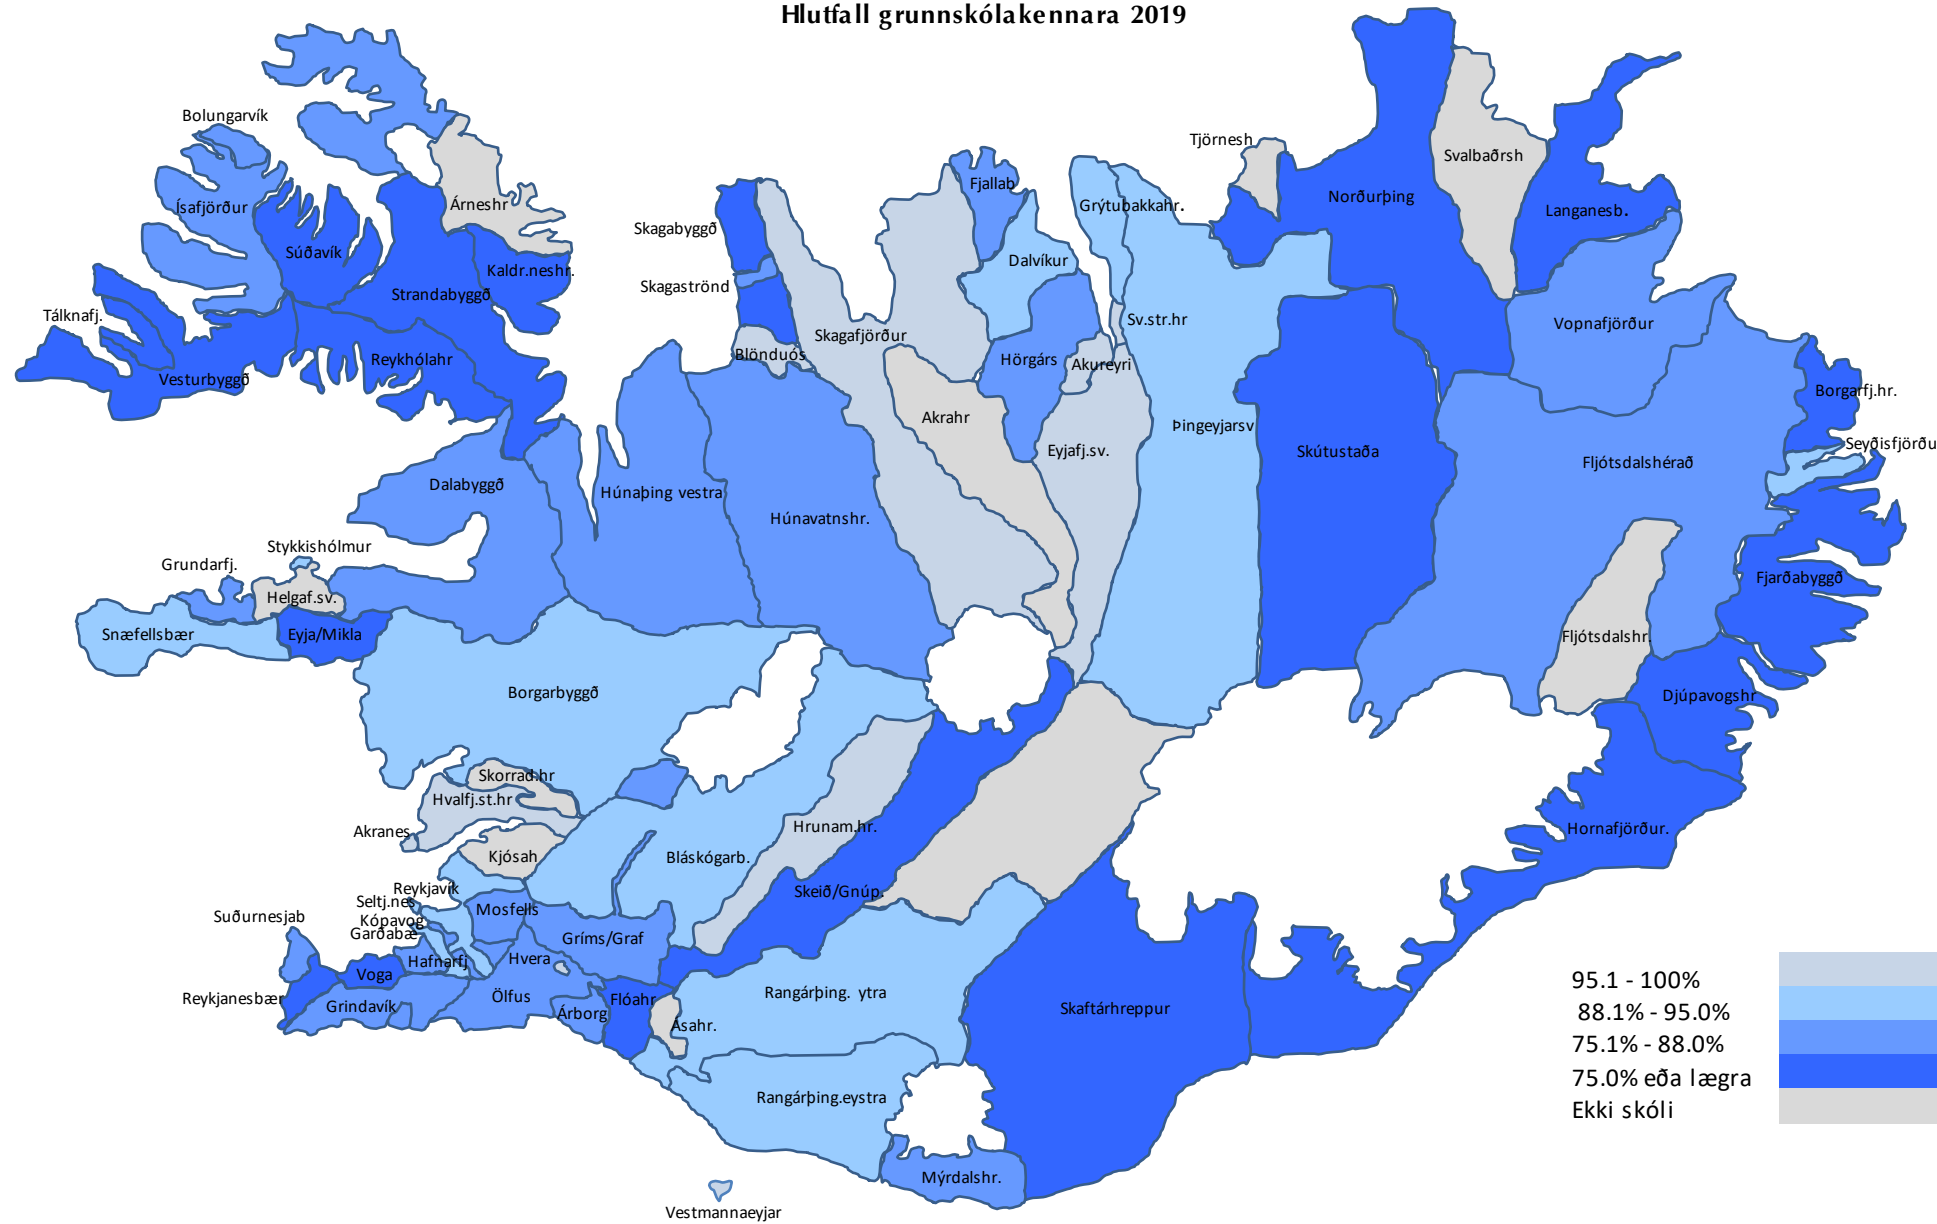 Hlutfall grunnskólakennara 2019
Bolungarvík
Ísafjörður
Súðavík
Árneshr
Kaldr.neshr.
Strandabyggð
Tálknafj.
Vesturbyggð
Reykhólahr
Dalabyggð
Stykkishólmur
Grundarfj.
Helgaf.sv.
Snæfellsbær
Eyja/Mikla
Borgarbyggð
Skorrad.hr
Hvalfj.st.hr
Akranes
Kjósah
Reykjavík
Seltj.nes
Kópavog
Garðabæ
Mosfells
Hafnarfj
Suðurnesjab
Voga
Reykjanesbær
Grindavík
Hvera
Ölfus
Gríms/Graf
Árborg
Flóahr
Ásahr.
Bláskógarb.
Hrunam.hr.
Skeið/Gnúp.
Rangárþing. ytra
Rangárþing.eystra
Vestmannaeyjar
Mýrdalshr.
Skaftárhreppur
Hornafjörður.
Djúpavogshr
Fjarðabyggð
Fljótsdalshr.
Fljótsdalshérað
Seyðisfjörðu
Borgarfj.hr.
Vopnafjörður
Langanesb.
Svalbaðrsh
Norðurþing
Tjörnesh
Skútustaða
Þingeyjarsv
Grýtubakkahr.
Sv.str.hr
Akureyri
Eyjafj.sv.
Hörgárs
Dalvíkur
Fjallab
Akrahr
Skagafjörður
Skagabyggð
Skagaströnd
Blönduós
Húnavatnshr.
Húnaþing vestra
95.1 - 100%
88.1% - 95.0%
75.1% - 88.0%
75.0% eða lægra
Ekki skóli